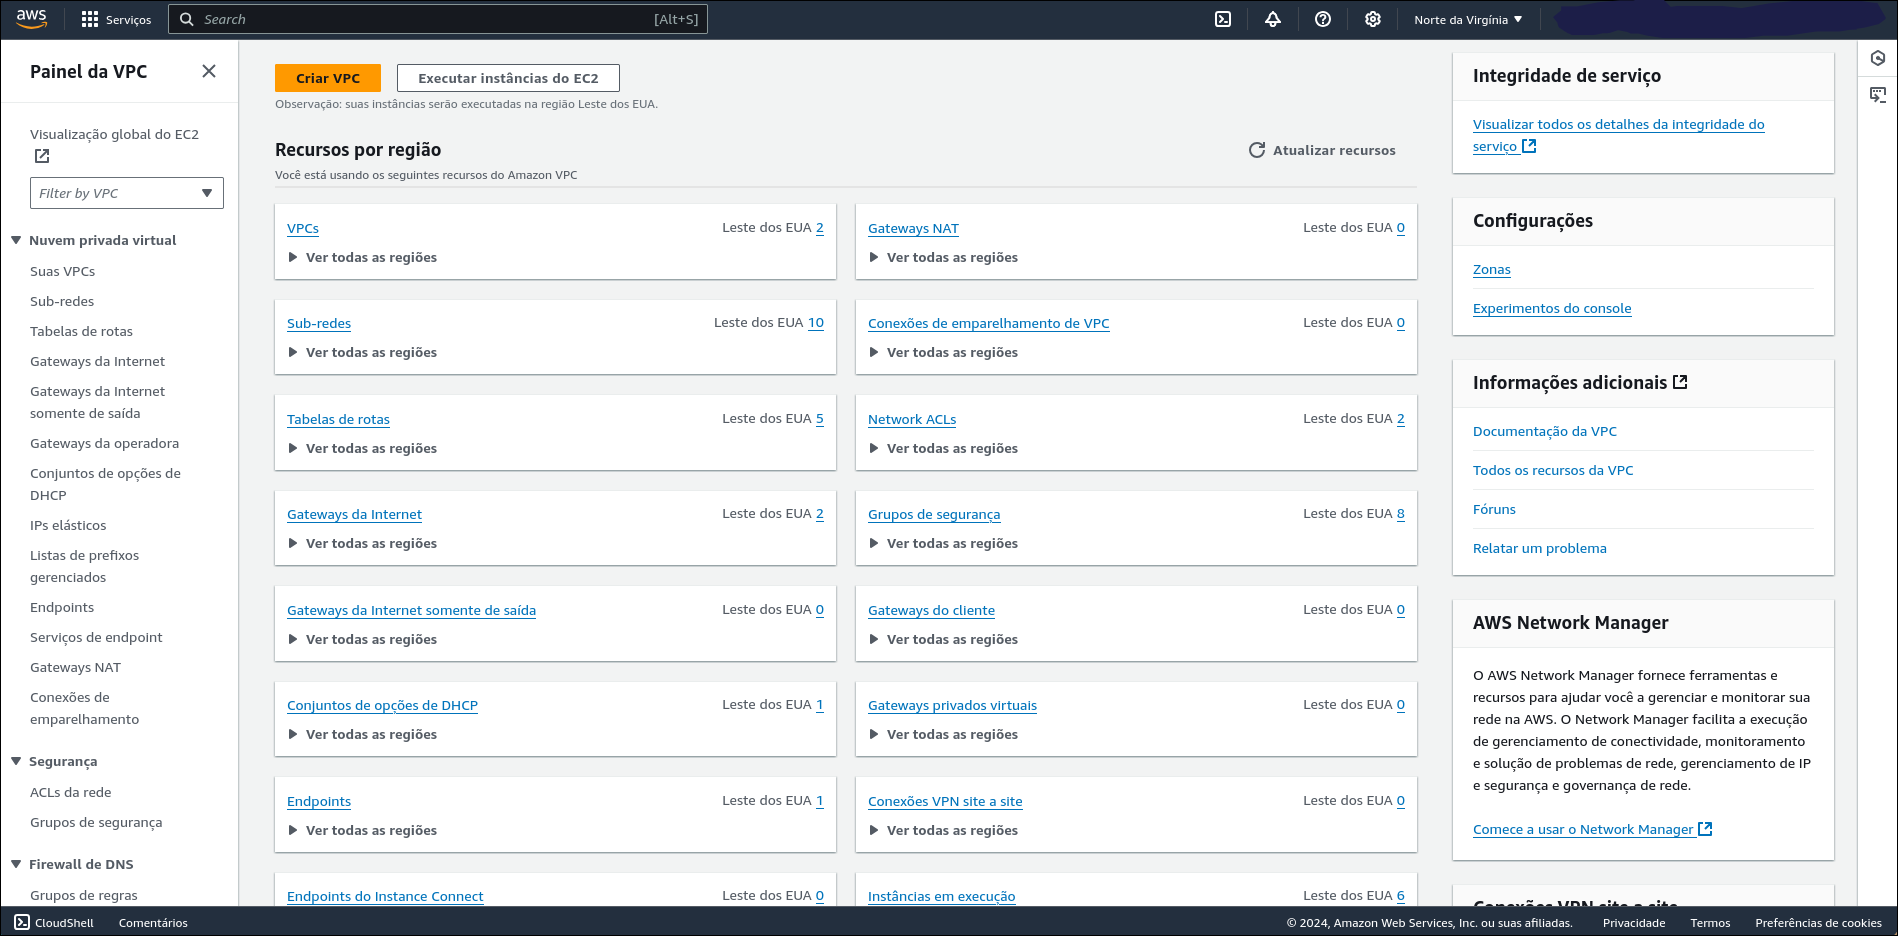 aws
Serviços
Search
[Alt+S]
Norte da Virgínia
Painel da VPC
Visualização global do EC2
Filter by VPC
Nuvem privada virtual
Suas VPCs
Sub-redes
Tabelas de rotas
Gateways da Internet
Gateways da Internet
somente de saída
Gateways da operadora
Conjuntos de opções de
DHCP
IPs elásticos
Listas de prefixos
gerenciados
Endpoints
Serviços de endpoint
Gateways NAT
Conexões de
emparelhamento
Segurança
ACLs da rede
Grupos de segurança
Firewall de DNS
Grupos de regras
Criar VPC
Executar instâncias do EC2
Observação: suas instâncias serão executadas na região Leste dos EUA.
Recursos por região
Atualizar recursos
Você está usando os seguintes recursos do Amazon VPC
VPCs
Leste dos EUA 2
Ver todas as regiões
Gateways NAT
Leste dos EUA 0
Ver todas as regiões
Sub-redes
Leste dos EUA 10
Ver todas as regiões
Conexões de emparelhamento de VPC
Leste dos EUA 0
Ver todas as regiões
Tabelas de rotas
Leste dos EUA 5
Ver todas as regiões
Network ACLs
Leste dos EUA 2
Ver todas as regiões
Gateways da Internet
Leste dos EUA 2
Ver todas as regiões
Grupos de segurança
Leste dos EUA 8
Ver todas as regiões
Gateways da Internet somente de saída
Leste dos EUA 0
Ver todas as regiões
Gateways do cliente
Leste dos EUA 0
Ver todas as regiões
Conjuntos de opções de DHCP
Leste dos EUA 1
Ver todas as regiões
Gateways privados virtuais
Leste dos EUA 0
Ver todas as regiões
Endpoints
Leste dos EUA 1
Ver todas as regiões
Conexões VPN site a site
Leste dos EUA 0
Ver todas as regiões
Endpoints do Instance Connect
Leste dos EUA 0
Instâncias em execução
Leste dos EUA 6
Integridade de serviço
Visualizar todos os detalhes da integridade do
serviço
Configurações
Zonas
Experimentos do console
Informações adicionais
Documentação da VPC
Todos os recursos da VPC
Fóruns
Relatar um problema
AWS Network Manager
O AWS Network Manager fornece ferramentas e
recursos para ajudar você a gerenciar e monitorar sua
rede na AWS. O Network Manager facilita a execução
de gerenciamento de conectividade, monitoramento
e solução de problemas de rede, gerenciamento de IP
e segurança e governança de rede.
Comece a usar o Network Manager
Conexões VPN site a site
CloudShell
Comentários
© 2024, Amazon Web Services, Inc. ou suas afiliadas.
Privacidade
Termos
Preferências de cookies